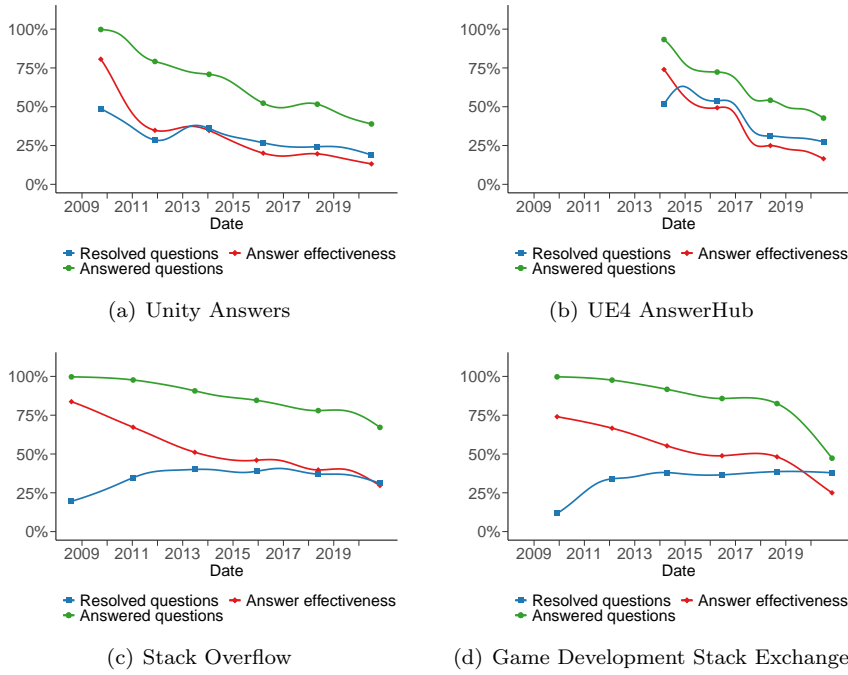 100%
75%
50%
25%
0%
2009 2011 2013 2015 2017 2019
Date
Resolved questions Answer effectiveness
Answered questions
(a) Unity Answers
100%
75%
50%
25%
0%
2009 2011 2013 2015 2017 2019
Date
Resolved questions Answer effectiveness
Answered questions
(b) UE4 AnswerHub
100%
75%
50%
25%
0%
2009 2011 2013 2015 2017 2019
Date
Resolved questions Answer effectiveness
Answered questions
(c) Stack Overflow
100%
75%
50%
25%
0%
2009 2011 2013 2015 2017 2019
Date
Resolved questions Answer effectiveness
Answered questions
(d) Game Development Stack Exchange